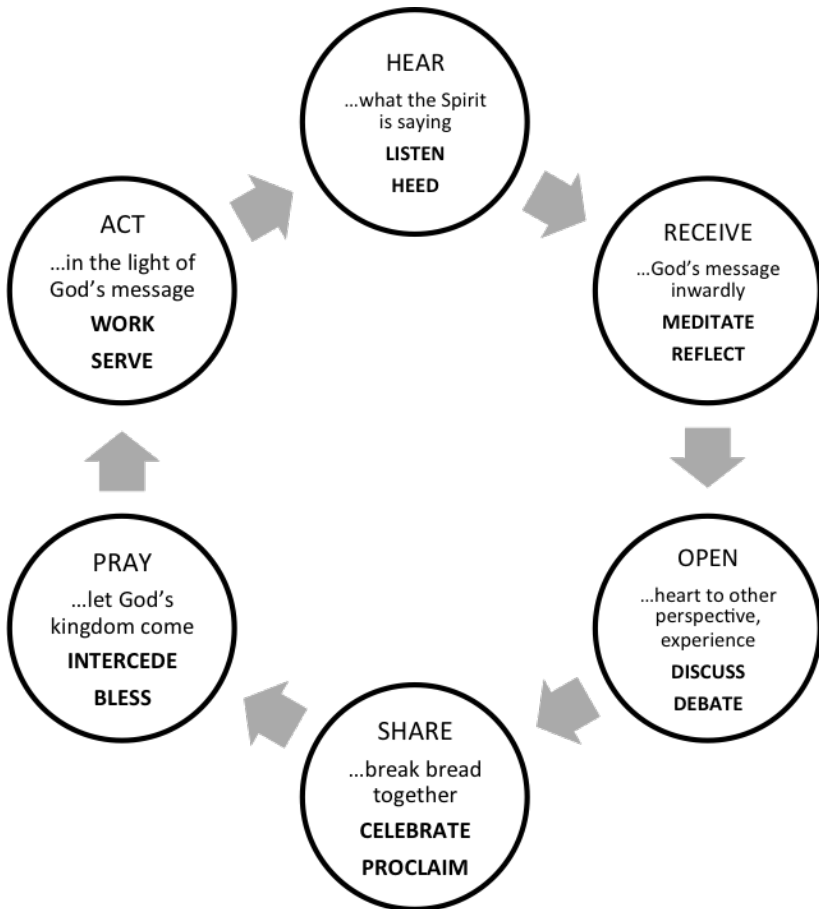 HEAR
...what the Spirit
is saying
LISTEN
HEED
RECEIVE
...God’s message
inwardly
MEDITATE
REFLECT
OPEN
...heart to other
perspective,
experience
DISCUSS
DEBATE
SHARE
...break bread
together
CELEBRATE
PROCLAIM
PRAY
...let God’s
kingdom come
INTERCEDE
BLESS
ACT
...in the light of
God’s message
WORK
SERVE